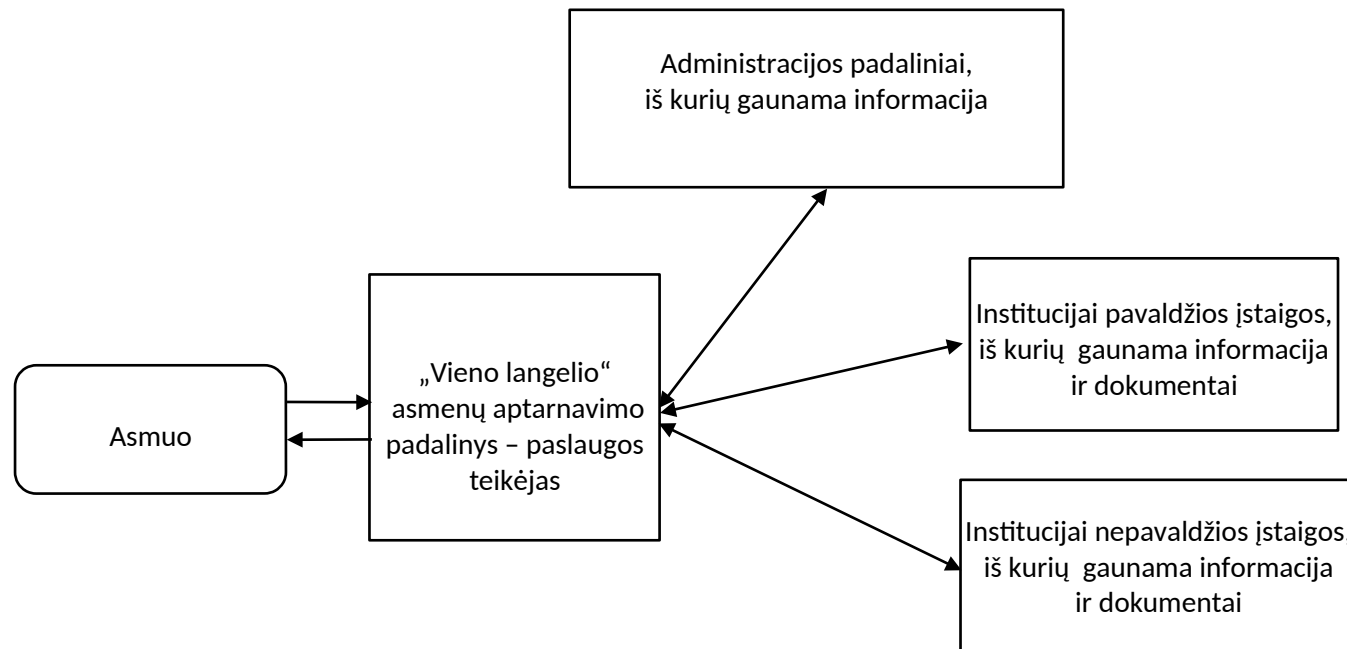 Administracijos padaliniai,
iš kurių gaunama informacija
Institucijai pavaldžios įstaigos,
iš kurių  gaunama informacija
ir dokumentai
„Vieno langelio“
asmenų aptarnavimo
padalinys – paslaugos
teikėjas
Asmuo
Institucijai nepavaldžios įstaigos,
iš kurių  gaunama informacija
ir dokumentai